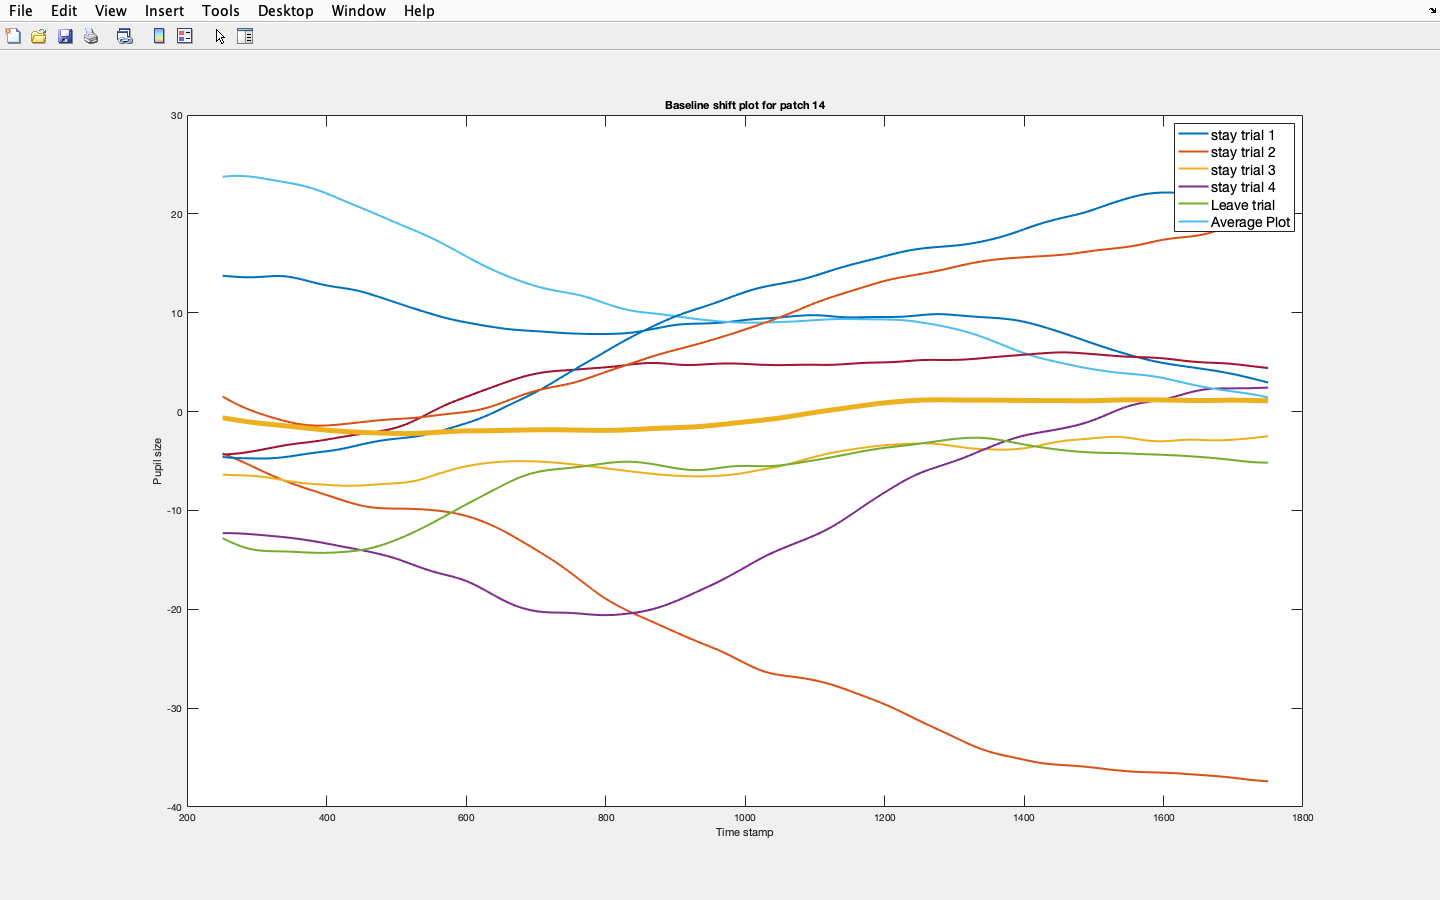 File Edit View Insert Tools Desktop Window Help
Baseline shift plot for patch 14
30
20
10
0
-10
-20
-30
-40
Pupil size
200 400 600 800 1000 1200 1400 1600 1800
Time stamp
stay trial 1
stay trial 2
stay trial 3
stay trial 4
Leave trial
Average Plot